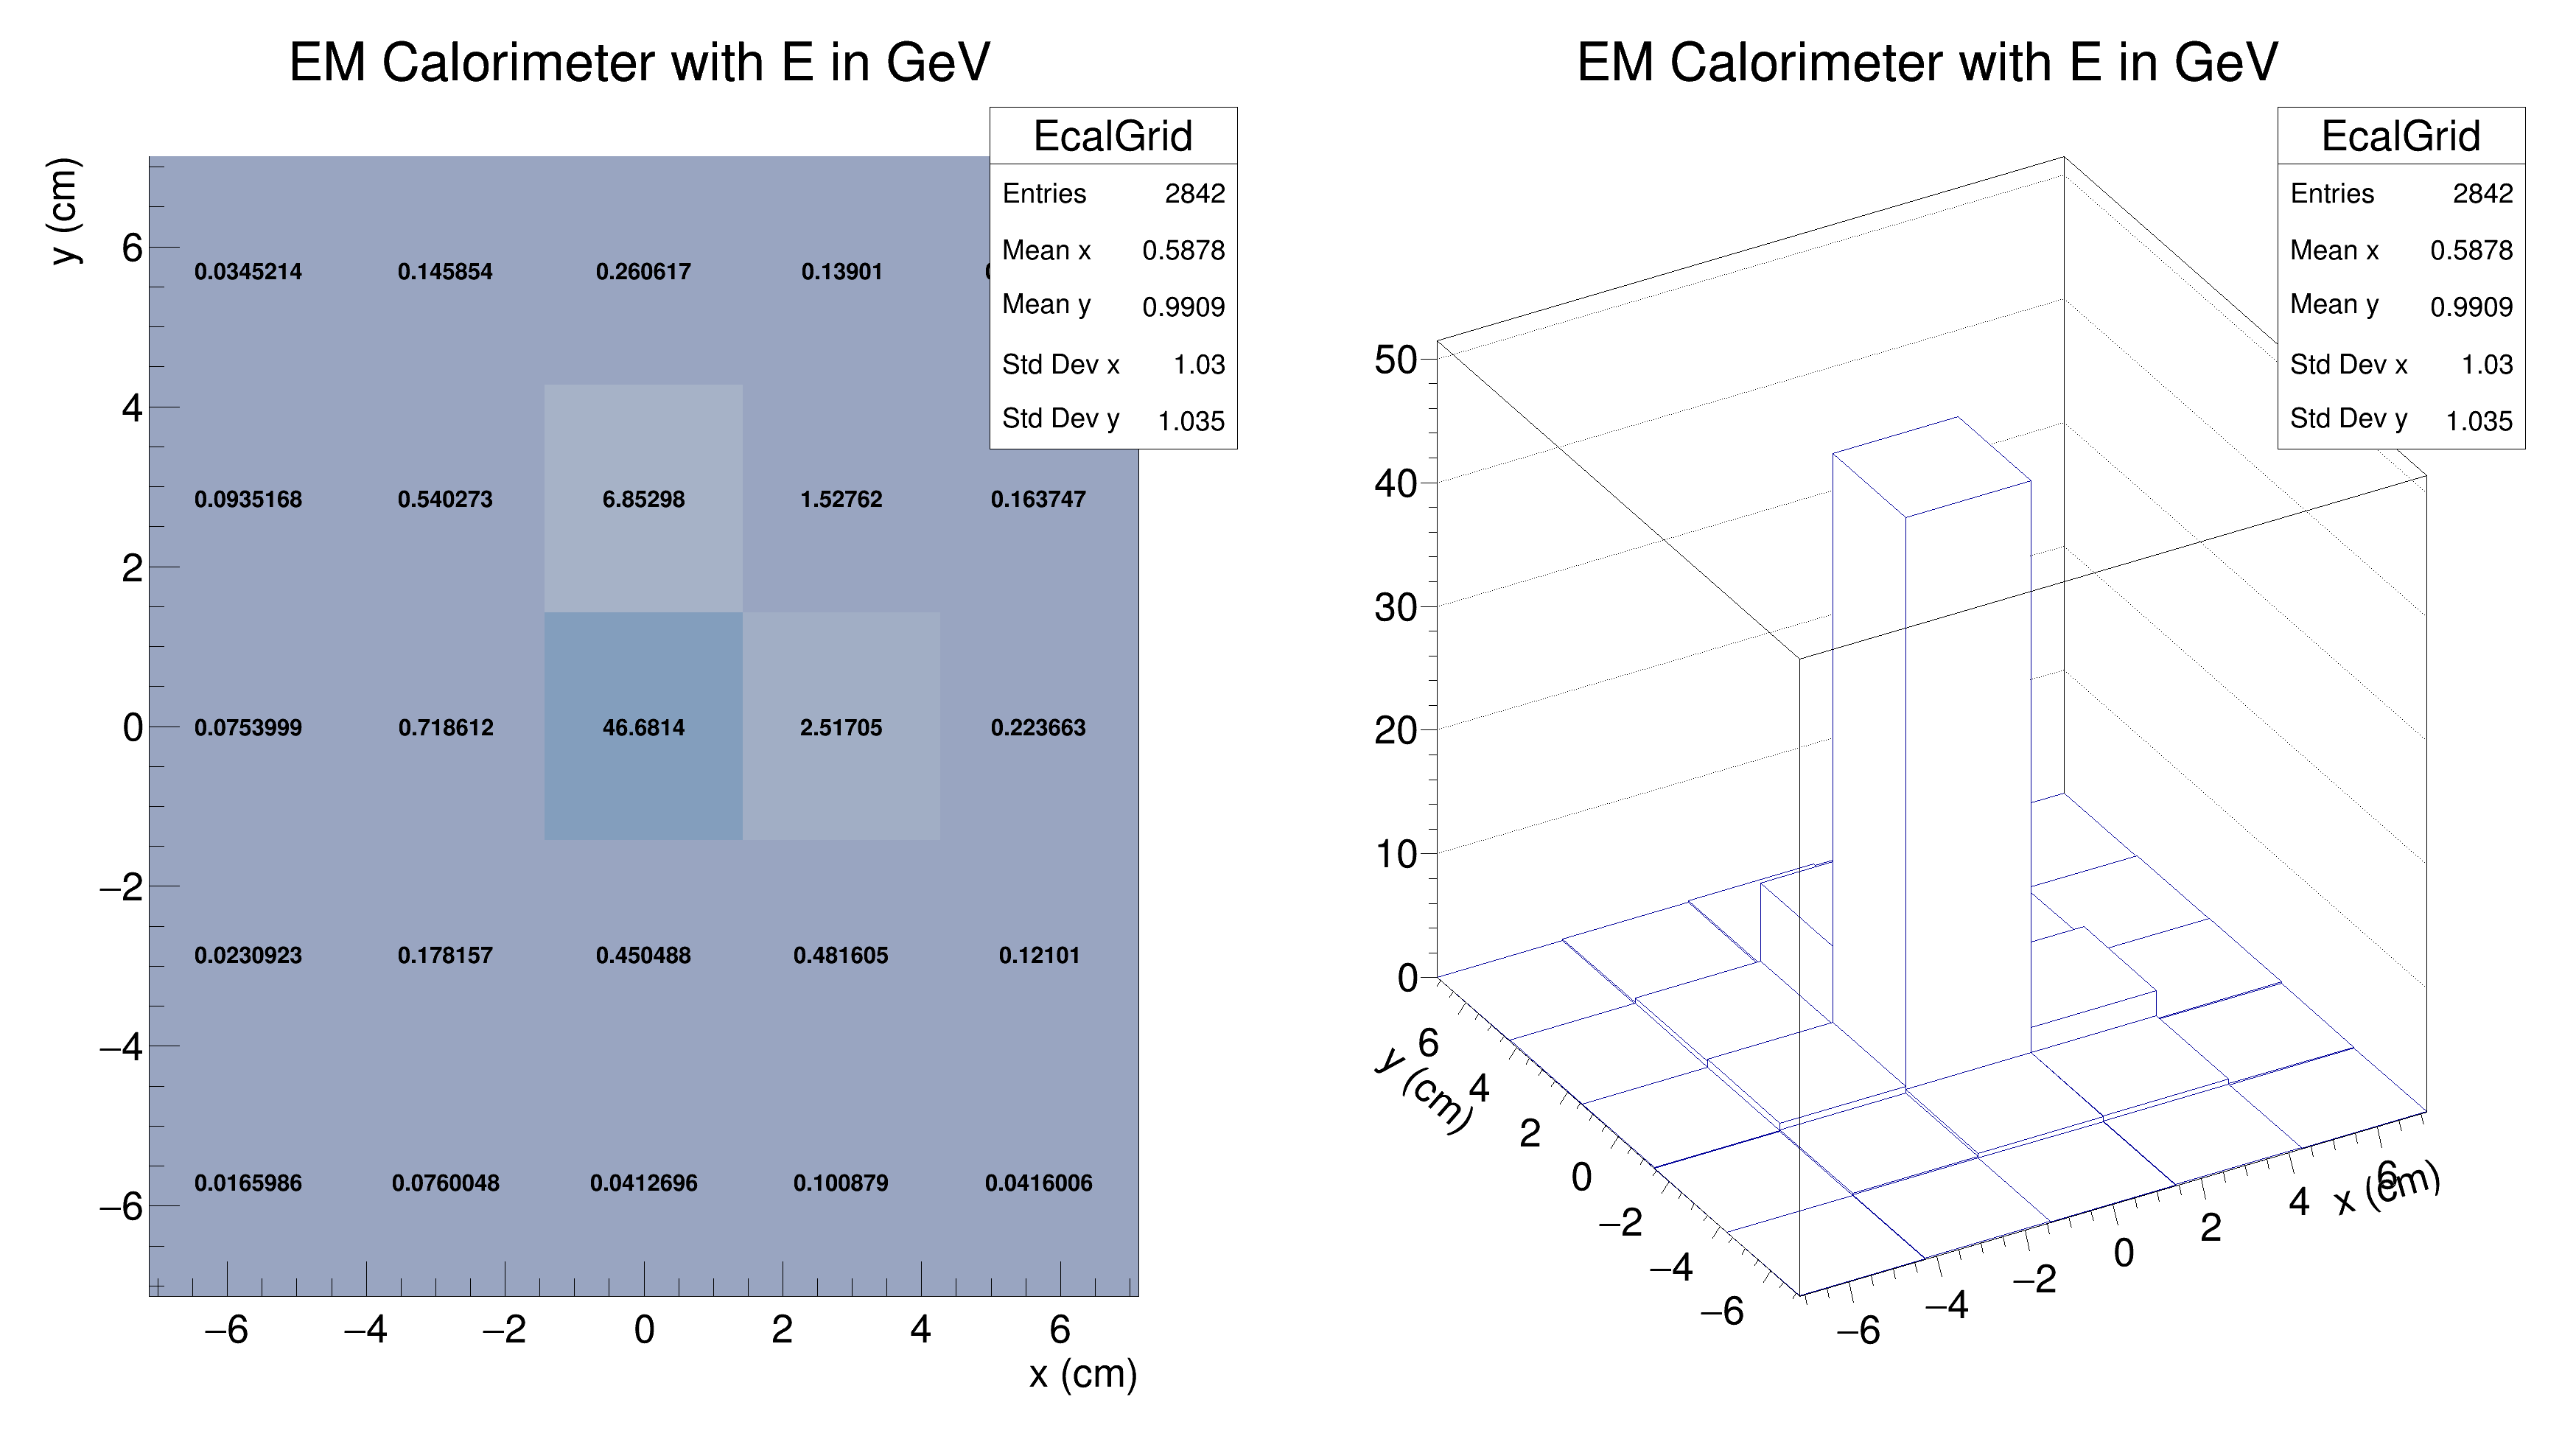 EM Calorimeter with E in GeV
EcalGrid
Entries 2842
Mean x 0.5878
Mean y 0.9909
Std Dev x 1.03
Std Dev y 1.035
y (cm)
6
4
2
0
−2
−4
−6
0.0345214 0.145854 0.260617 0.13901
0.0935168 0.540273 6.85298 1.52762 0.163747
0.0753999 0.718612 46.6814 2.51705 0.223663
0.0230923 0.178157 0.450488 0.481605 0.12101
0.0165986 0.0760048 0.0412696 0.100879 0.0416006
−6 −4 −2 0 2 4 6
x (cm)
EM Calorimeter with E in GeV
EcalGrid
Entries 2842
Mean x 0.5878
Mean y 0.9909
Std Dev x 1.03
Std Dev y 1.035
50
40
30
20
10
0
y (cm)
6
4
2
0
−2
−4
−6
−6 −4 −2 0 2 4 6
x (cm)